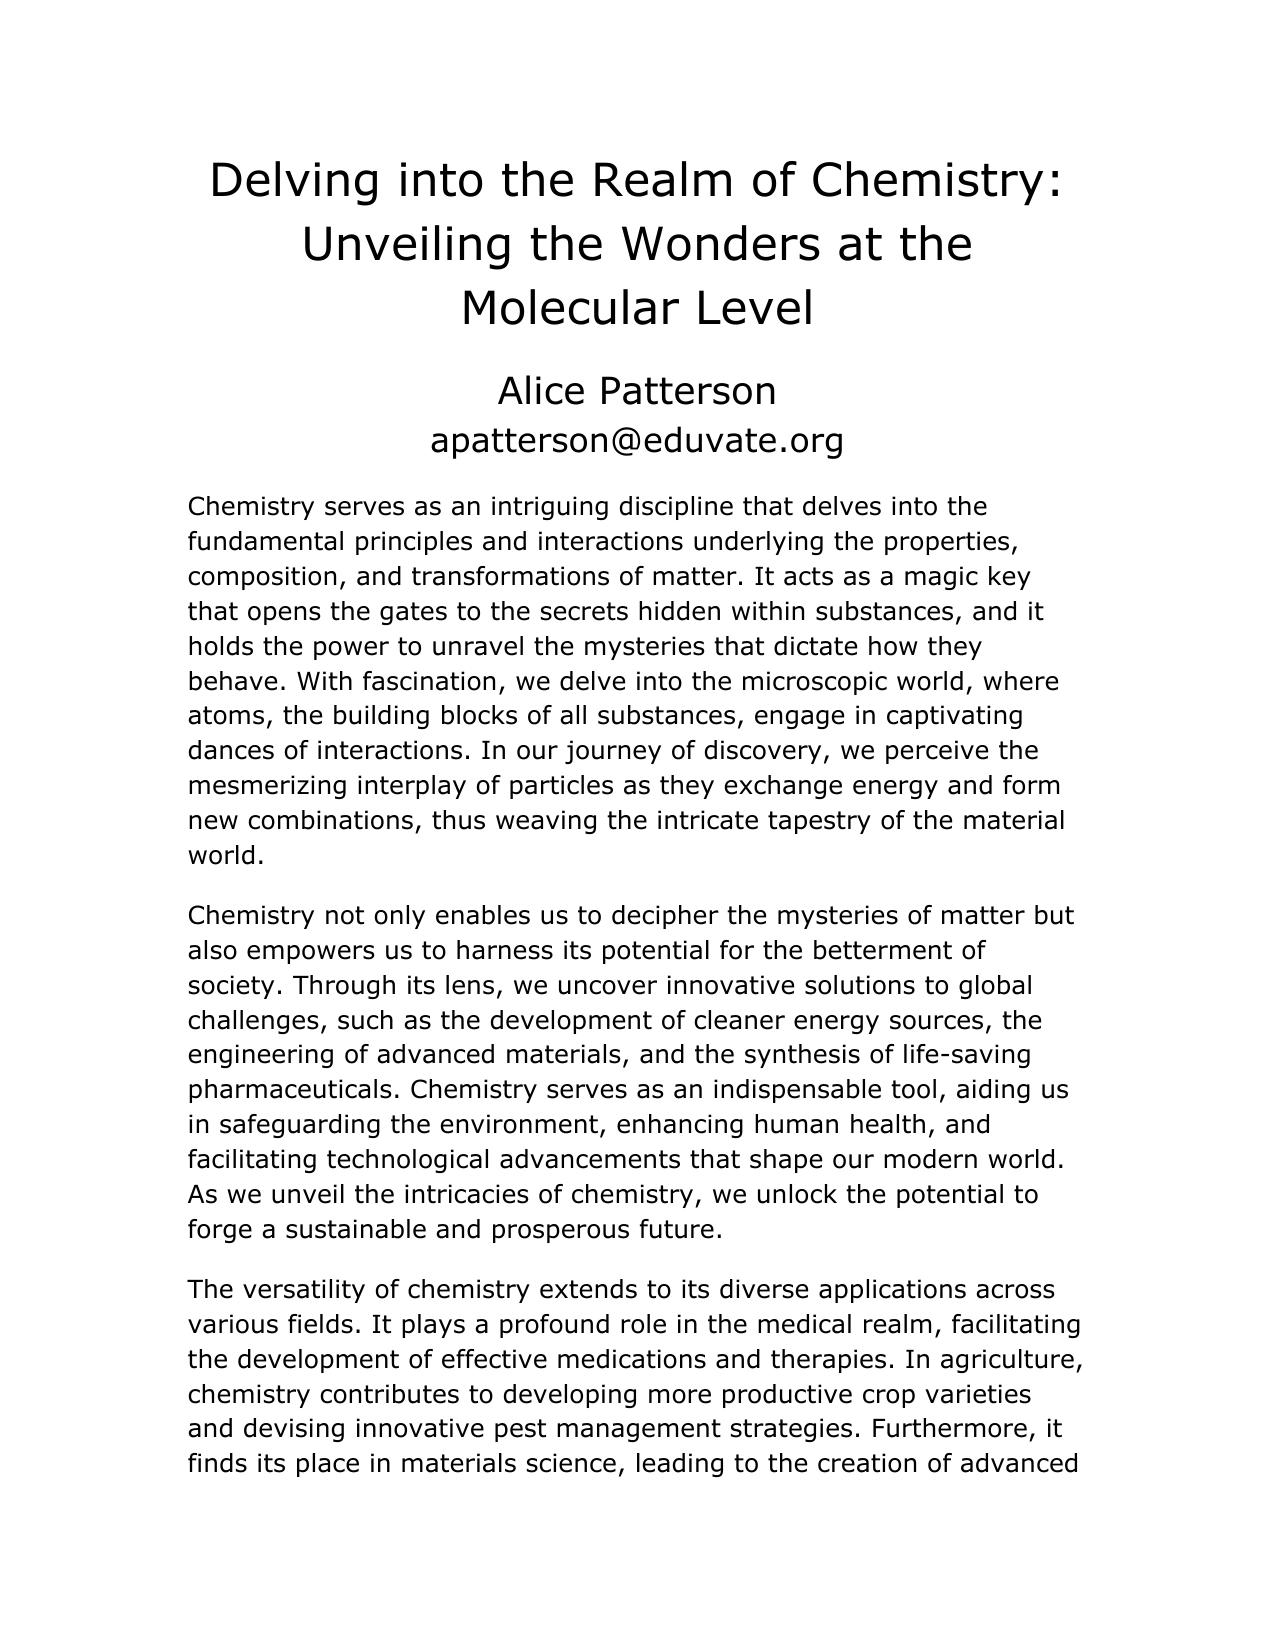 Delving into the Realm of Chemistry:
Unveiling the Wonders at the
Molecular Level
Alice Patterson
apatterson@eduvate.org
Chemistry serves as an intriguing discipline that delves into the
fundamental principles and interactions underlying the properties,
composition, and transformations of matter. It acts as a magic key
that opens the gates to the secrets hidden within substances, and it
holds the power to unravel the mysteries that dictate how they
behave. With fascination, we delve into the microscopic world, where
atoms, the building blocks of all substances, engage in captivating
dances of interactions. In our journey of discovery, we perceive the
mesmerizing interplay of particles as they exchange energy and form
new combinations, thus weaving the intricate tapestry of the material
world.
Chemistry not only enables us to decipher the mysteries of matter but
also empowers us to harness its potential for the betterment of
society. Through its lens, we uncover innovative solutions to global
challenges, such as the development of cleaner energy sources, the
engineering of advanced materials, and the synthesis of life-saving
pharmaceuticals. Chemistry serves as an indispensable tool, aiding us
in safeguarding the environment, enhancing human health, and
facilitating technological advancements that shape our modern world.
As we unveil the intricacies of chemistry, we unlock the potential to
forge a sustainable and prosperous future.
The versatility of chemistry extends to its diverse applications across
various fields. It plays a profound role in the medical realm, facilitating
the development of effective medications and therapies. In agriculture,
chemistry contributes to developing more productive crop varieties
and devising innovative pest management strategies. Furthermore, it
finds its place in materials science, leading to the creation of advanced